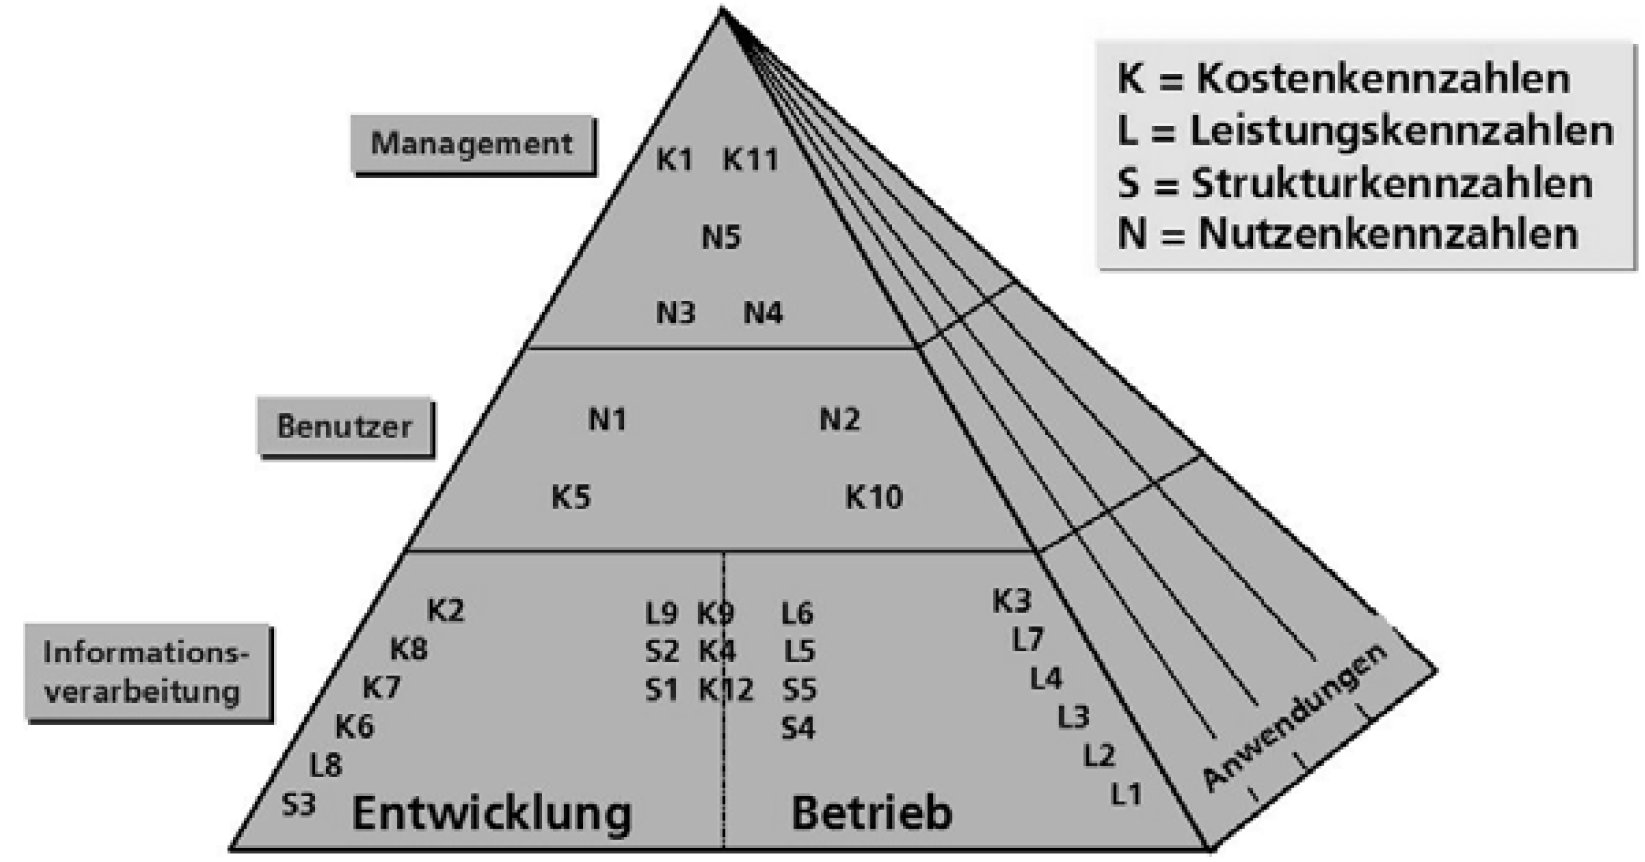 K = Kostenkennzahlen
L = Leistungskennzahlen
S = Strukturkennzahlen
N = Nutzenkennzahlen
Management
K1 K11
N5
N3 N4
Benutzer
N1 N2
K5 K10
Informations-
verarbeitung
K2
K8
K7
K6
L8
S3
L9 K9 L6
S2 K4 L5
S1 K12 S5
S4
K3
L7
L4
L3
L2
L1
Entwicklung
Betrieb
Anwendungen